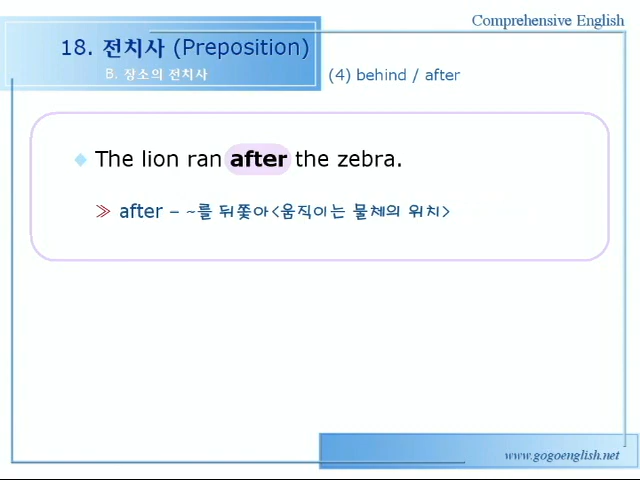 Comprehensive English
18. 전치사 (Preposition)
B. 장소의 전치사
(4) behind / after
◆ The lion ran after the zebra.
≫ after – ~를 뒤쫓아<움직이는 물체의 위치>
www.gogoenglish.net